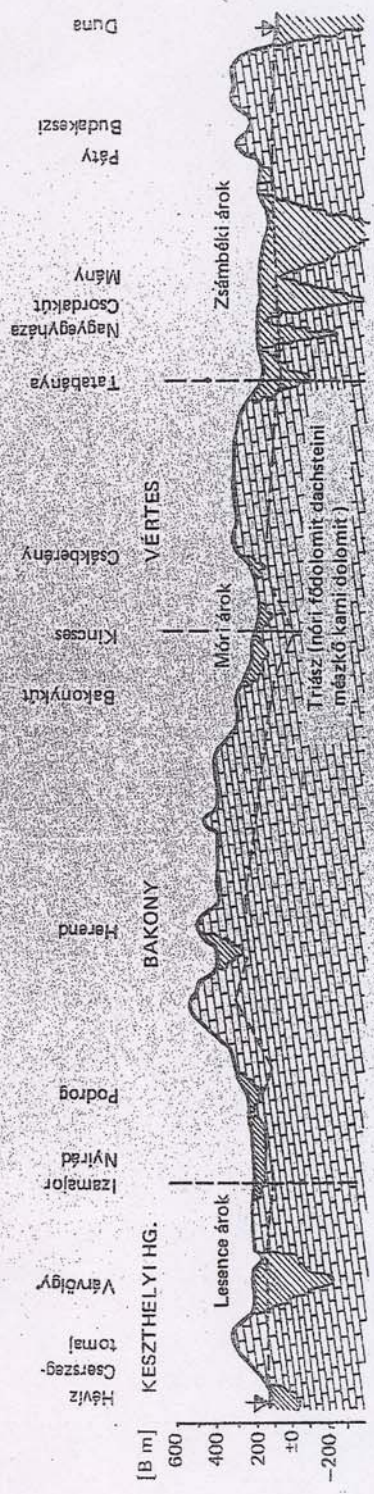 Hévíz
Cserszeg-
tomaj
Várvölgy
Izamajor
Nyirád
Podrog
Herend
Bakonykút
Kincses
Csákberény
Tatabánya
Nagyegyháza
Csordakút
Mány
Páty
Budakeszi
Duna
KESZTHELYI HG.
BAKONY
VÉRTES
Lesence árok
Móri árok
Zsámbéki árok
[B m]
600
400
200
±0
-200
Triász (nóri fődolomit dachsteini
mészkő karni dolomit)